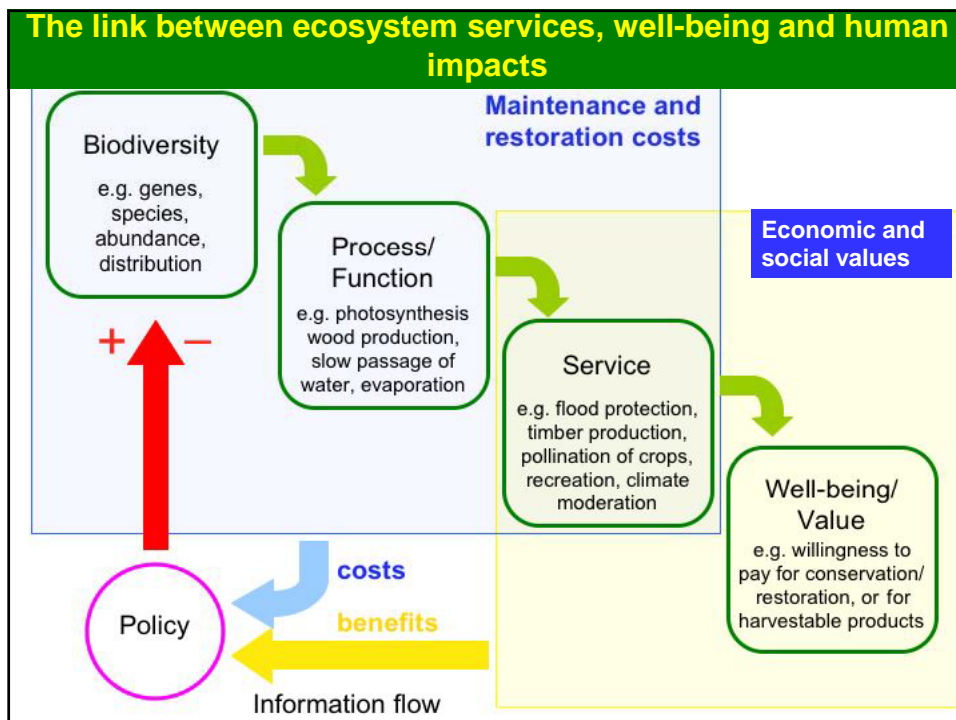 The link between ecosystem services, well-being and human
impacts
Maintenance and
restoration costs
Biodiversity
e.g. genes,
species,
abundance,
distribution
Process/
Function
e.g. photosynthesis
wood production,
slow passage of
water, evaporation
Economic and
social values
Service
e.g. flood protection,
timber production,
pollination of crops,
recreation, climate
moderation
Well-being/
Value
e.g. willingness to
pay for conservation/
restoration, or for
harvestable products
+ −
costs
Policy
benefits
Information flow